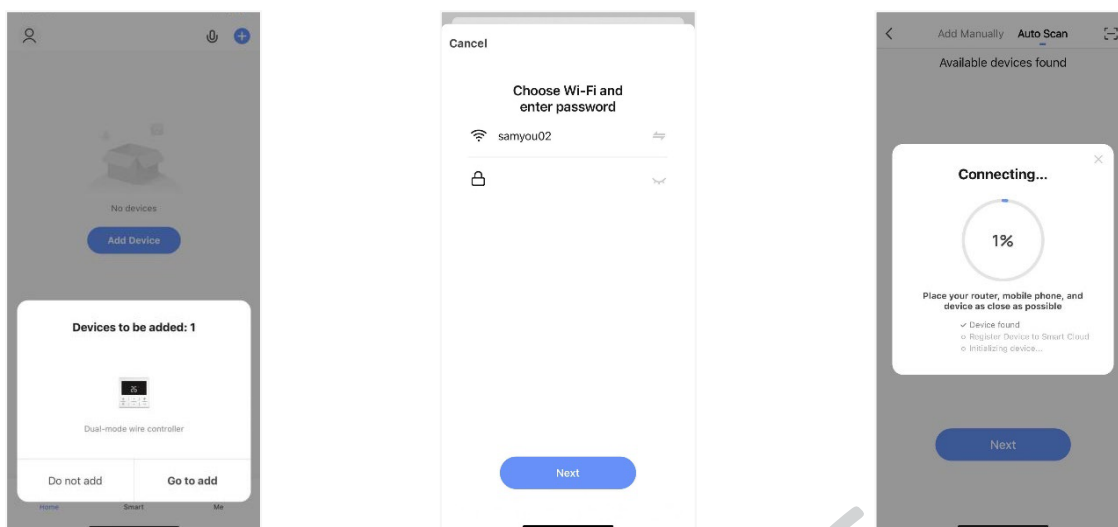 No devices
Add Device
Devices to be added: 1
25
Dual-mode wire controller
Do not add
Go to add
Home
Smart
Me
Cancel
Choose Wi-Fi and
enter password
samyou02
Next
Add Manually
Auto Scan
Available devices found
Connecting...
1%
Place your router, mobile phone, and
device as close as possible
Device found
Register Device to Smart Cloud
Initializing device...
Next